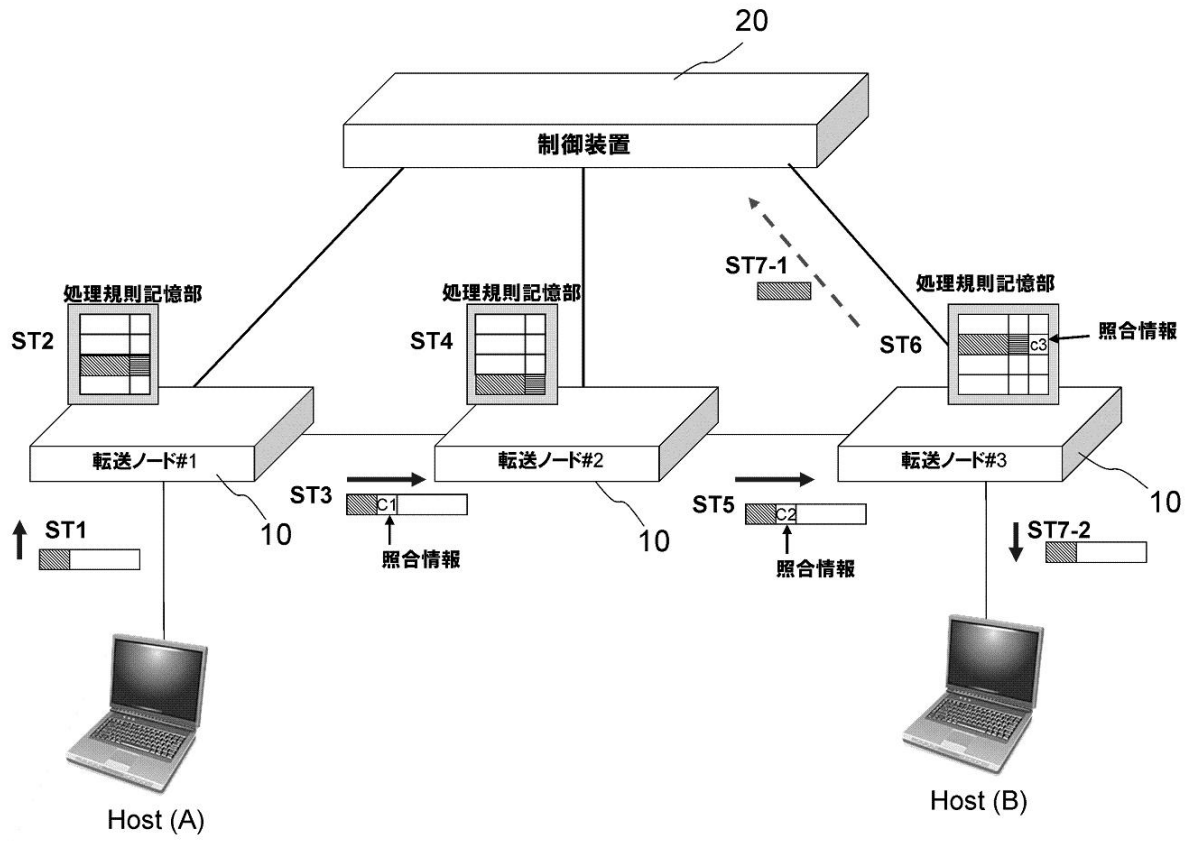 20
制御装置
ST7-1
処理規則記憶部
処理規則記憶部
処理規則記憶部
ST2
ST4
ST6
c3
照合情報
転送ノード#1
転送ノード#2
転送ノード#3
ST3
C1
照合情報
ST5
C2
照合情報
10
10
10
ST1
ST7-2
Host (A)
Host (B)